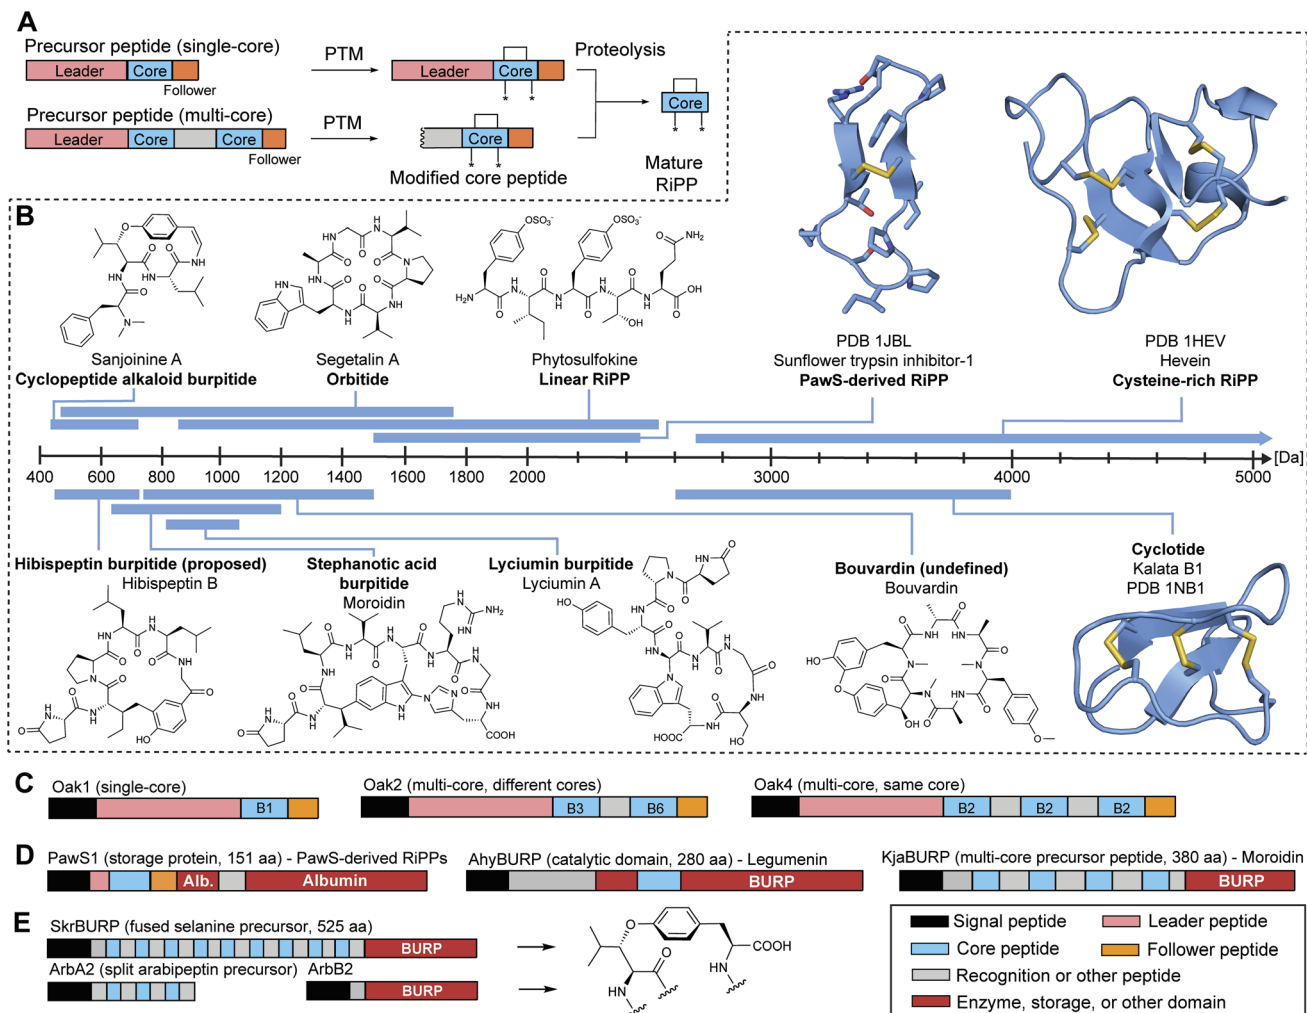 A
Precursor peptide (single-core)
Leader Core
Follower
PTM
Leader Core
* *
Proteolysis
Core
* *
Mature
RiPP
Precursor peptide (multi-core)
Leader Core Core
Follower
PTM
Core
* *
Modified core peptide
B
Sanjoinine A
Cyclopeptide alkaloid burpitide
Segetalin A
Orbitide
Phytosulfokine
Linear RiPP
PDB 1JBL
Sunflower trypsin inhibitor-1
PawS-derived RiPP
PDB 1HEV
Hevein
Cysteine-rich RiPP
400 600 800 1000 1200 1400 1600 1800 2000 3000 4000 5000 [Da]
Hibispeptin burpitide (proposed)
Hibispeptin B
Stephanotic acid
burpitide
Moroidin
Lyciumin burpitide
Lyciumin A
Bouvardin (undefined)
Bouvardin
Cyclotide
Kalata B1
PDB 1NB1
C
Oak1 (single-core)
B1
Oak2 (multi-core, different cores)
B3 B6
Oak4 (multi-core, same core)
B2 B2 B2
D
PawS1 (storage protein, 151 aa) - PawS-derived RiPPs
Alb. Albumin
AhyBURP (catalytic domain, 280 aa) - Legumenin
BURP
KjaBURP (multi-core precursor peptide, 380 aa) - Moroidin
BURP
E
SkrBURP (fused selanine precursor, 525 aa)
BURP
ArbA2 (split arabipeptin precursor)
ArbB2
BURP
O
O
COOH
HN
HN
Signal peptide
Leader peptide
Core peptide
Follower peptide
Recognition or other peptide
Enzyme, storage, or other domain